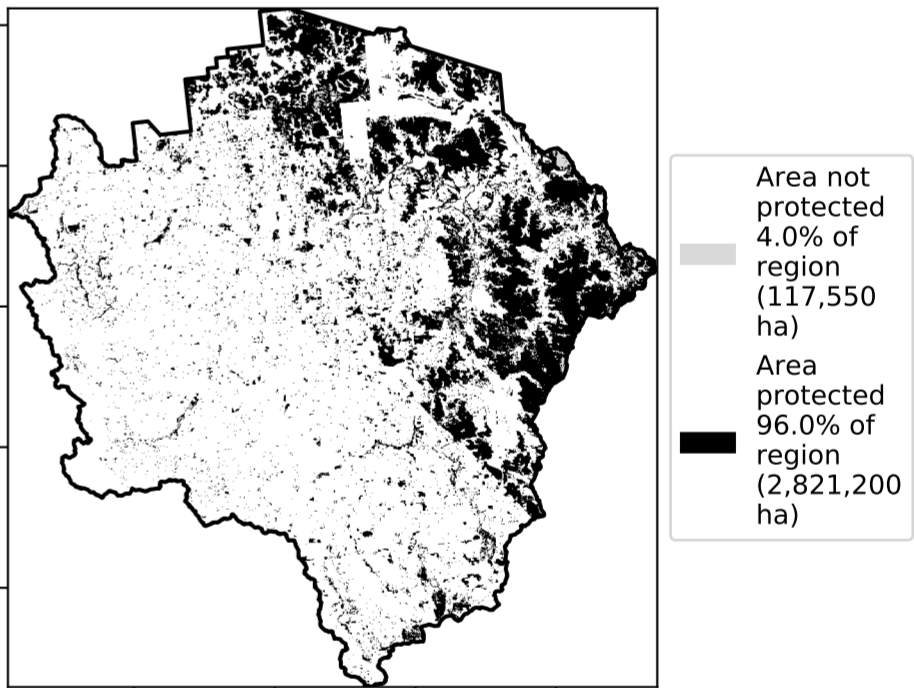 Area not
protected
4.0% of
region
(117,550
ha)
Area
protected
96.0% of
region
(2,821,200
ha)